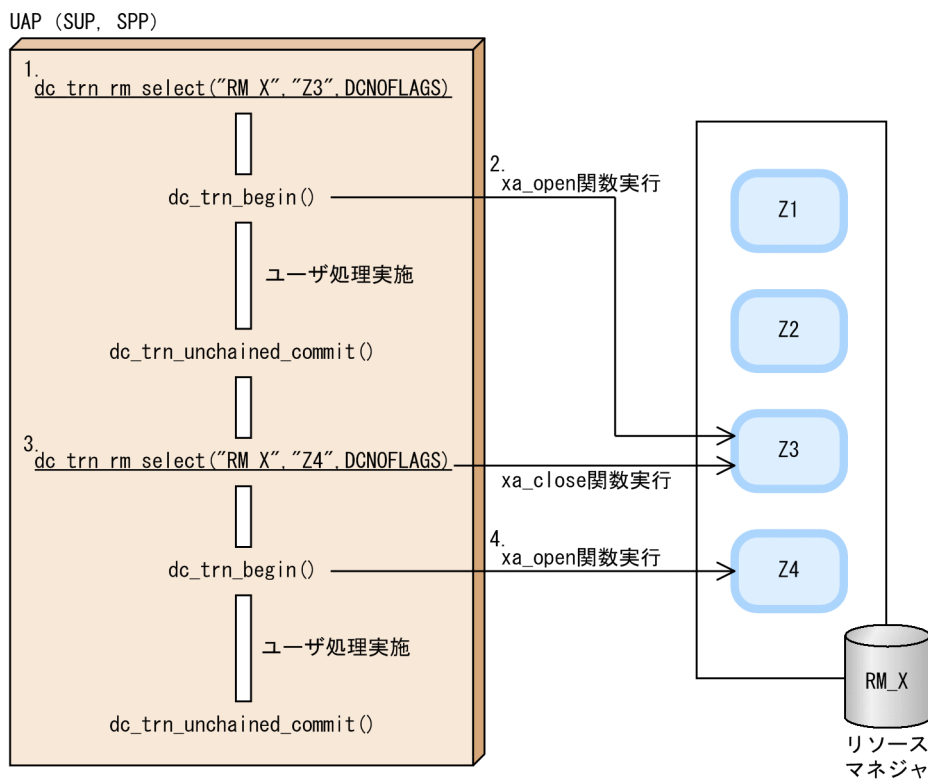 UAP (SUP, SPP)
1.
dc_trn_rm_select("RM_X","Z3",DCNOFLAGS)
2.
xa_open関数実行
dc_trn_begin()
Z1
ユーザ処理実施
Z2
dc_trn_unchained_commit()
3.
dc_trn_rm_select("RM_X","Z4",DCNOFLAGS)
Z3
xa_close関数実行
4.
xa_open関数実行
dc_trn_begin()
Z4
ユーザ処理実施
RM_X
dc_trn_unchained_commit()
リソース
マネジャ